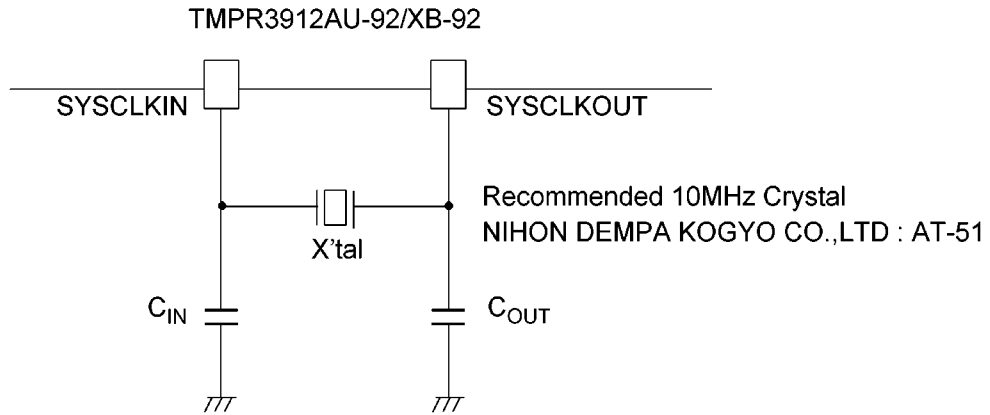 TMPR3912AU-92/XB-92
SYSCLKIN
SYSCLKOUT
Recommended 10MHz Crystal
NIHON DEMPA KOGYO CO.,LTD : AT-51
X'tal
CIN
COUT